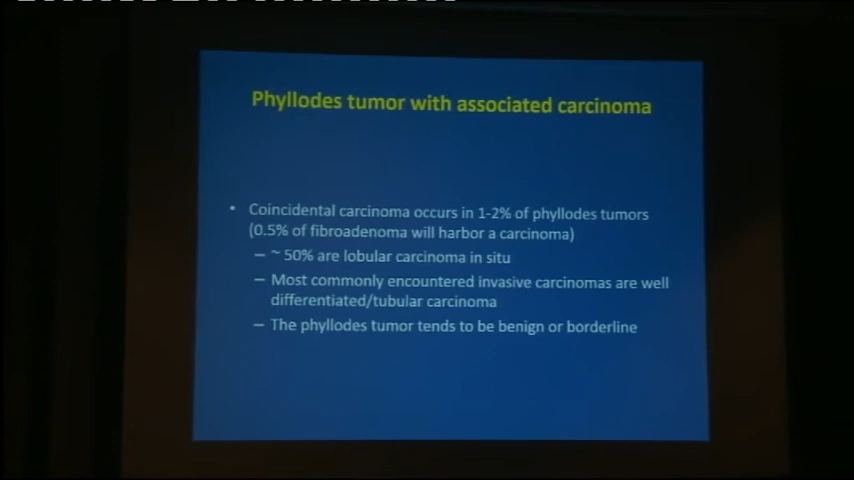 Phyllodes tumor with associated carcinoma
• Coincidental carcinoma occurs in 1-2% of phyllodes tumors
(0.5% of fibroadenoma will harbor a carcinoma)
– ~ 50% are lobular carcinoma in situ
– Most commonly encountered invasive carcinomas are well
differentiated/tubular carcinoma
– The phyllodes tumor tends to be benign or borderline